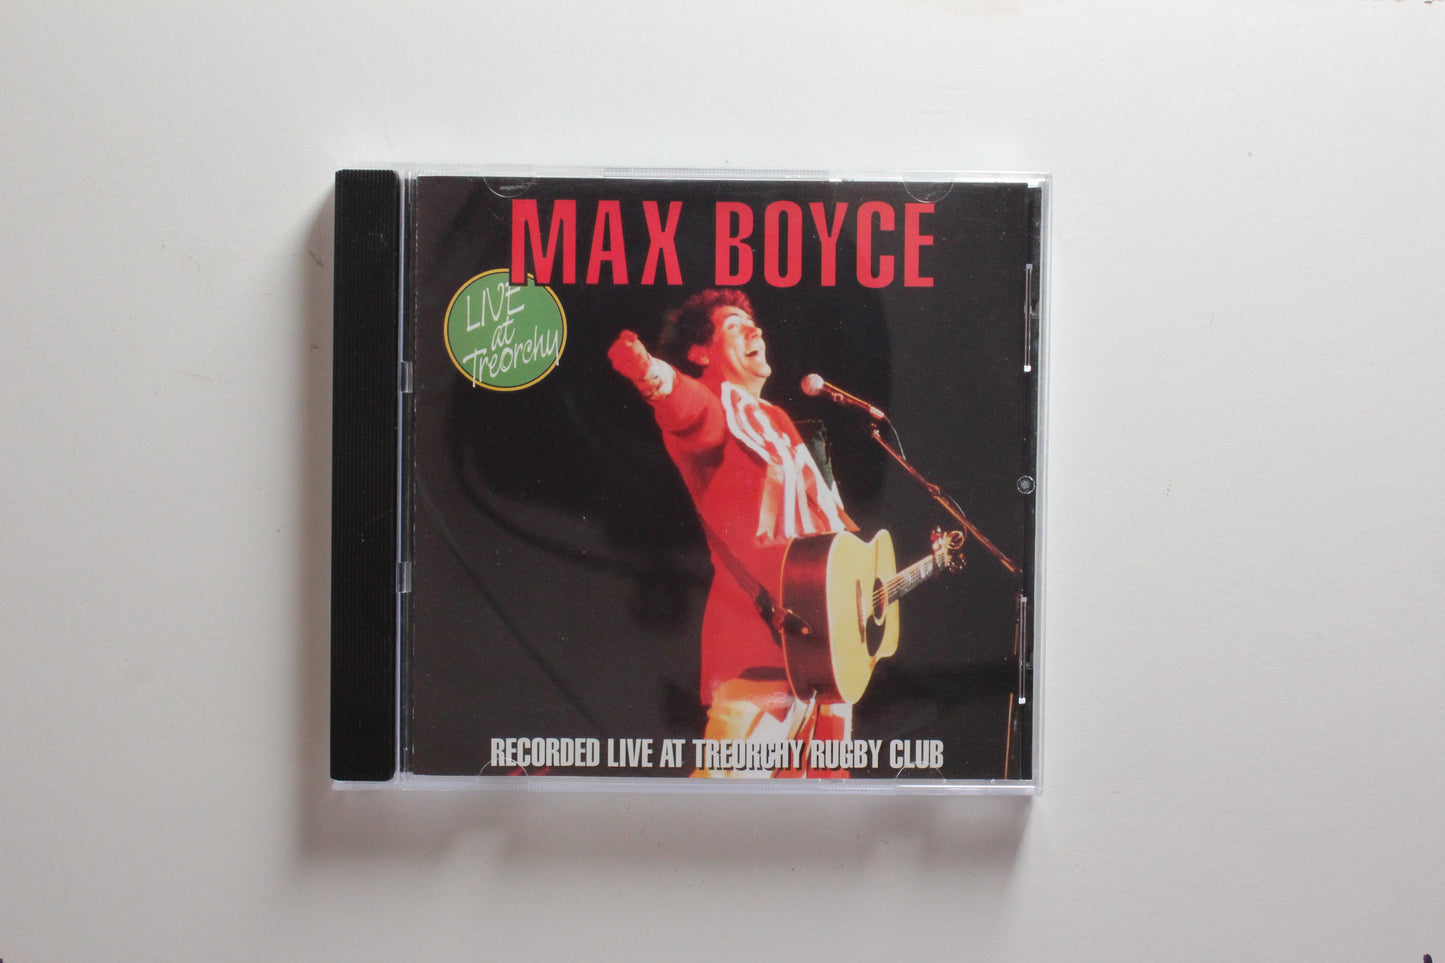 MAX BOYCE
LIVE
at
Treorchy
RECORDED LIVE AT TREORCHY RUGBY CLUB